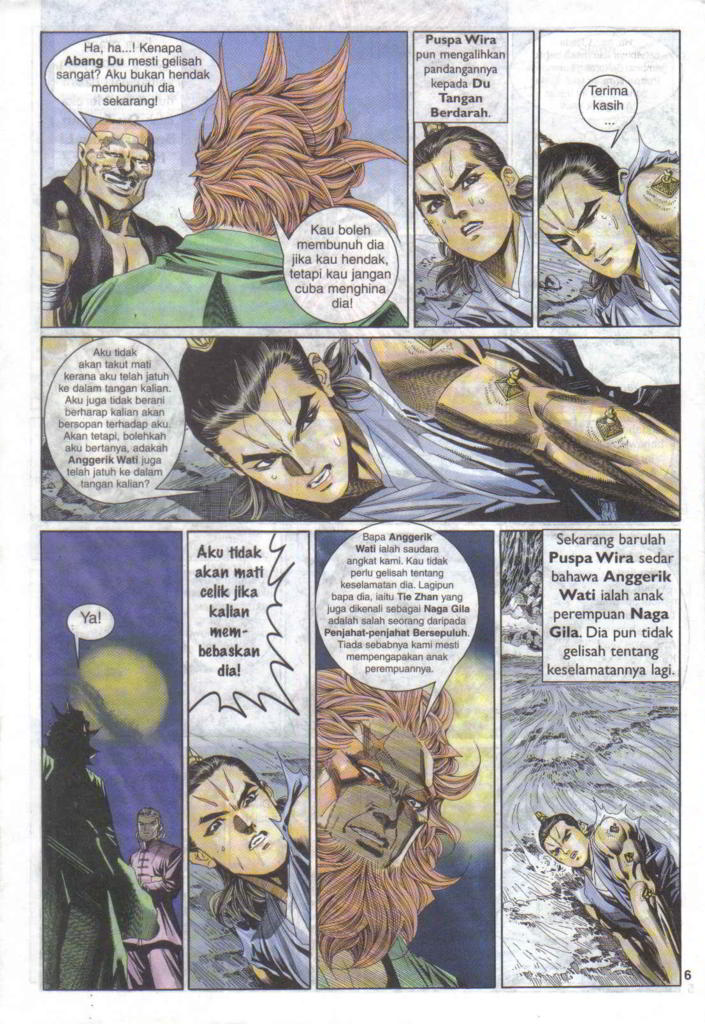 Ha, ha...! Kenapa
Abang Du mesti gelisah
sangat? Aku bukan hendak
membunuh dia
sekarang!
Kau boleh
membunuh dia
jika kau hendak,
tetapi kau jangan
cuba menghina
dia!
Puspa Wira
pun mengalihkan
pandangannya
kepada Du
Tangan
Berdarah.
Terima
kasih
...
Aku tidak
akan takut mati
kerana aku telah jatuh
ke dalam tangan kalian.
Aku juga tidak berani
berharap kalian akan
bersopan terhadap aku.
Akan tetapi, bolehkah
aku bertanya, adakah
Anggerik Wati juga
telah jatuh ke dalam
tangan kalian?
Ya!
Aku tidak
akan mati
celik jika
kalian
mem-
bebaskan
dia!
Bapa Anggerik
Wati ialah saudara
angkat kami. Kau tidak
perlu gelisah tentang
keselamatan dia. Lagipun
bapa dia, iaitu Tie Zhan yang
juga dikenali sebagai Naga Gila
adalah salah seorang daripada
Penjahat-penjahat Bersepuluh.
Tiada sebabnya kami mesti
mempengapakan anak
perempuannya.
Sekarang barulah
Puspa Wira sedar
bahawa Anggerik
Wati ialah anak
perempuan Naga
Gila. Dia pun tidak
gelisah tentang
keselamatannya lagi.
6